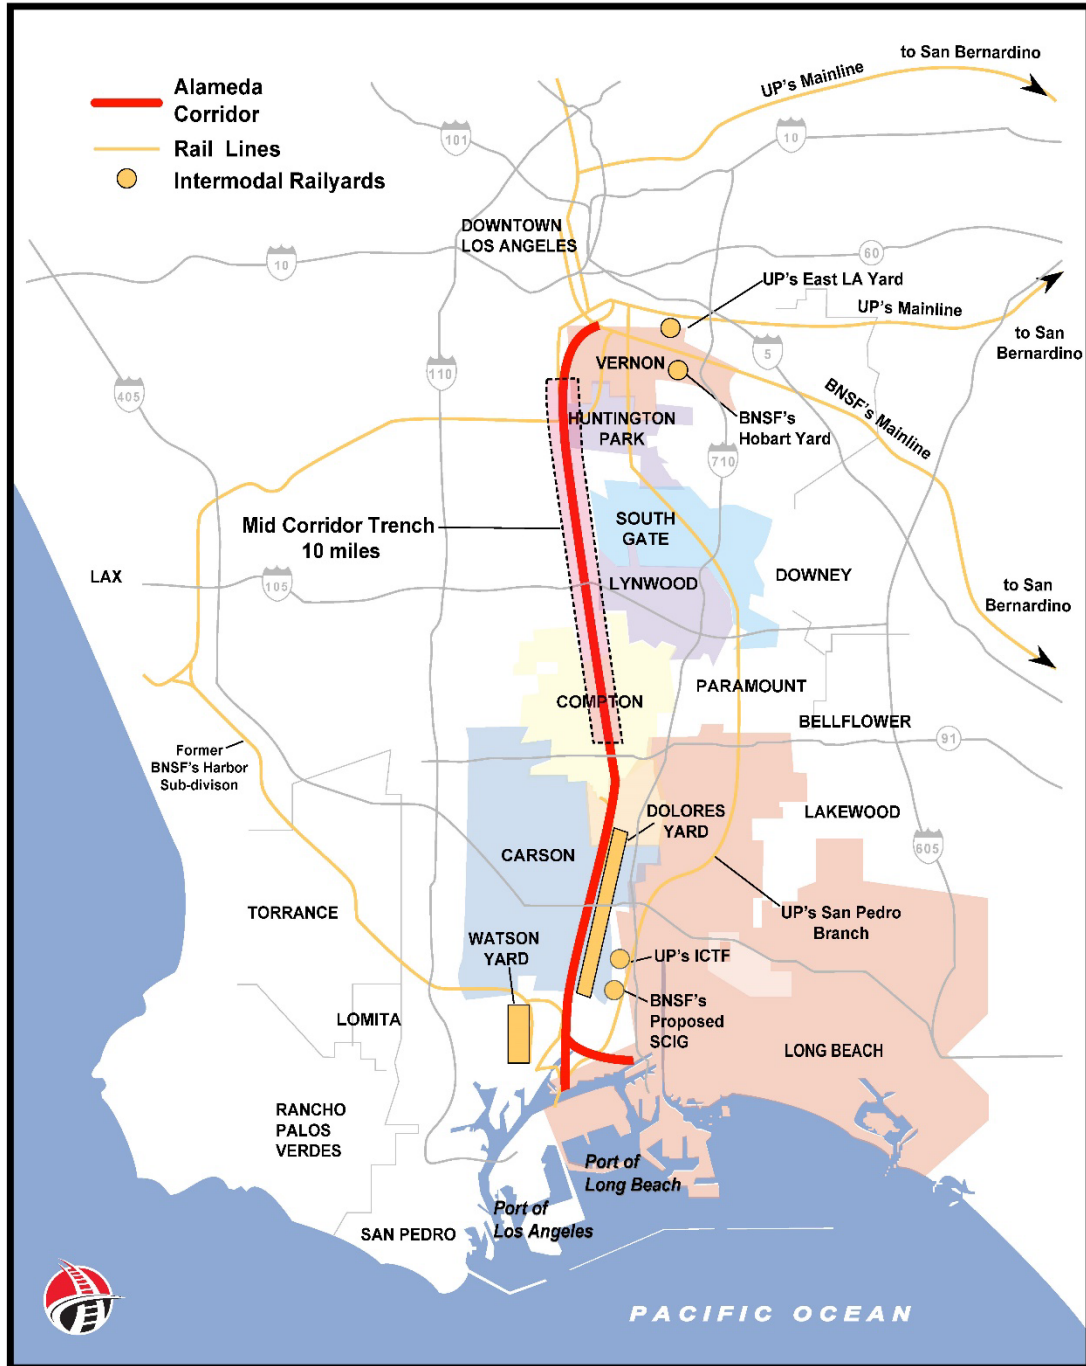 Alameda
Corridor
Rail Lines
Intermodal Railyards
to San Bernardino
UP's Mainline
101
10
DOWNTOWN
LOS ANGELES
10
60
UP's East LA Yard
UP's Mainline
to San
Bernardino
5
VERNON
405
110
BNSF's
Hobart Yard
BNSF's Mainline
HUNTINGTON
PARK
710
Mid Corridor Trench
10 miles
SOUTH
GATE
LAX
105
LYNWOOD
DOWNEY
to San
Bernardino
PARAMOUNT
COMPTON
BELLFLOWER
91
Former
BNSF's Harbor
Sub-divison
DOLORES
YARD
LAKEWOOD
605
CARSON
TORRANCE
UP's San Pedro
Branch
WATSON
YARD
UP's ICTF
BNSF's
Proposed
SCIG
LOMITA
LONG BEACH
RANCHO
PALOS
VERDES
Port of
Long Beach
Port of
Los Angeles
SAN PEDRO
PACIFIC OCEAN